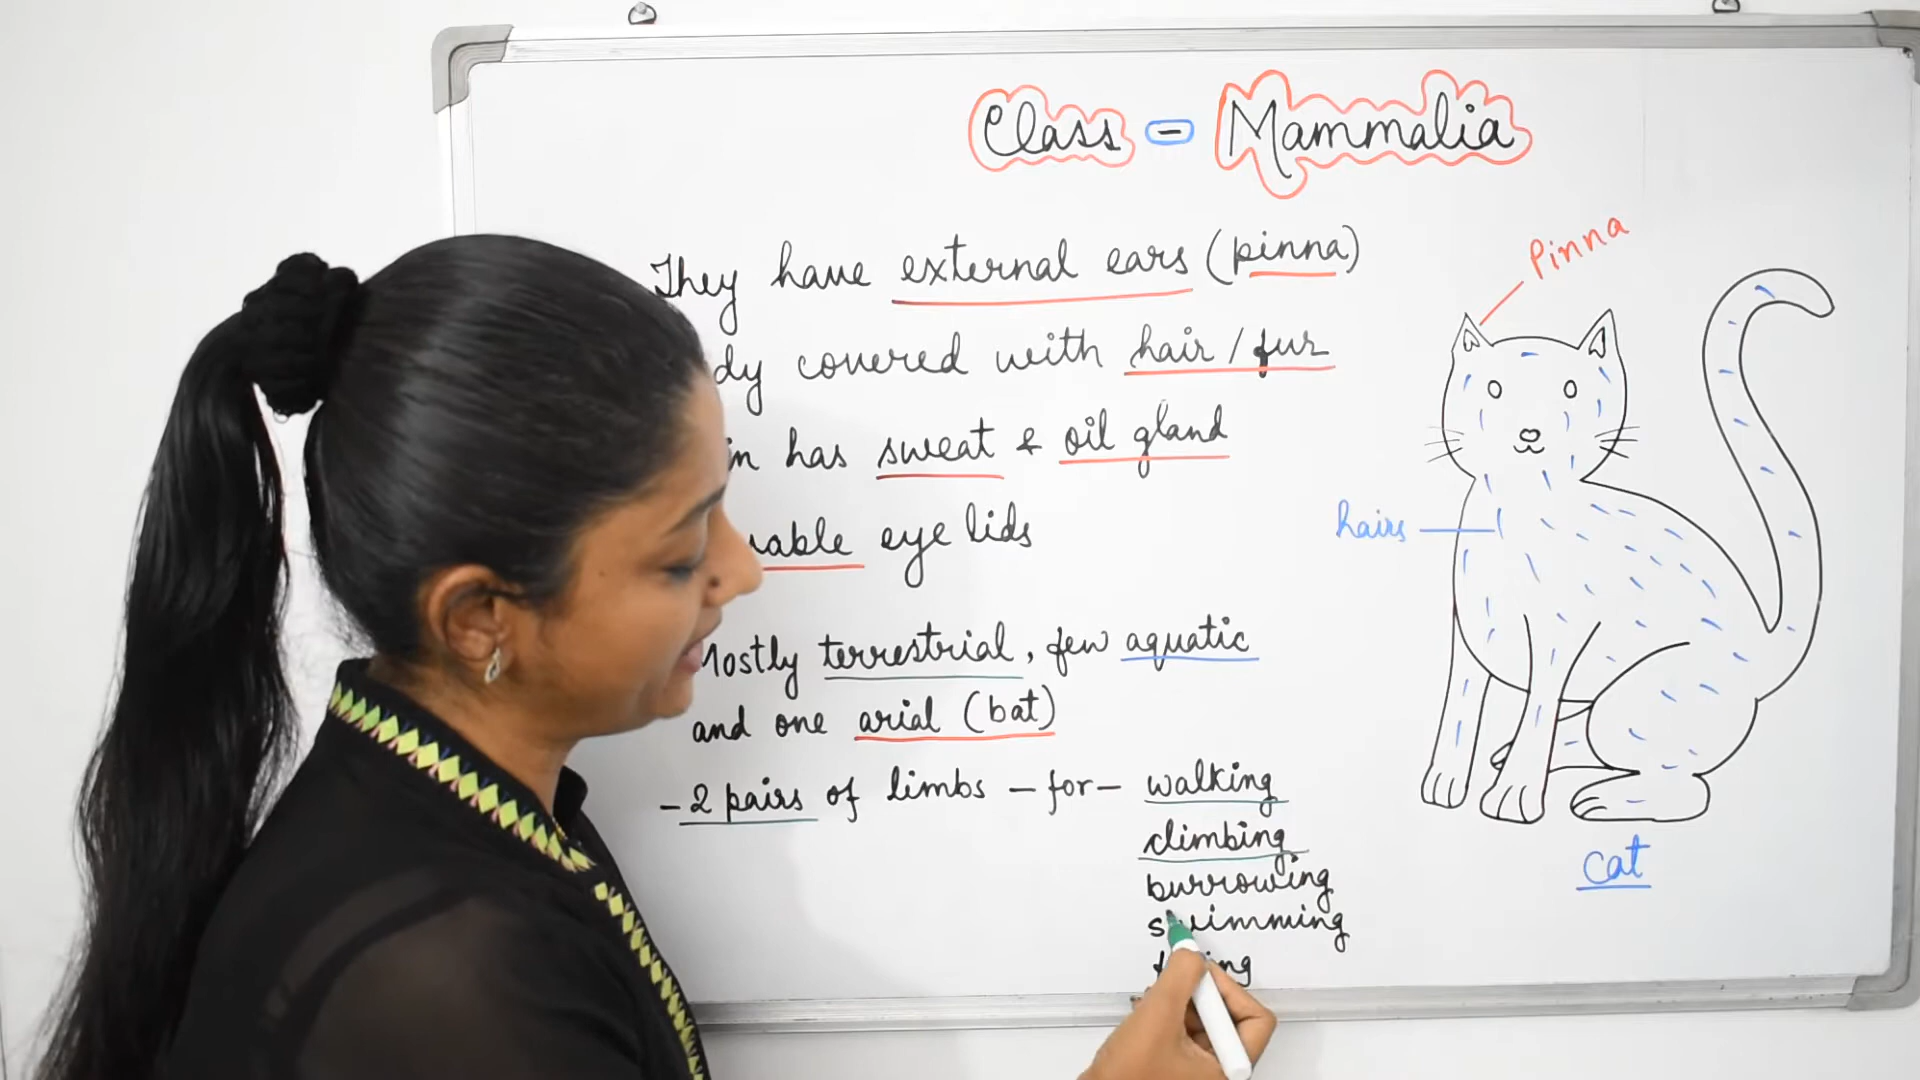 Class - Mammalia
They have external ears (pinna)
dy covered with hair / fur
n has sweat & oil gland
able eye lids
Mostly terrestrial, few aquatic
and one arial (bat)
- 2 pairs of limbs - for - walking
climbing
burrowing
swimming
Pinna
hairs
cat